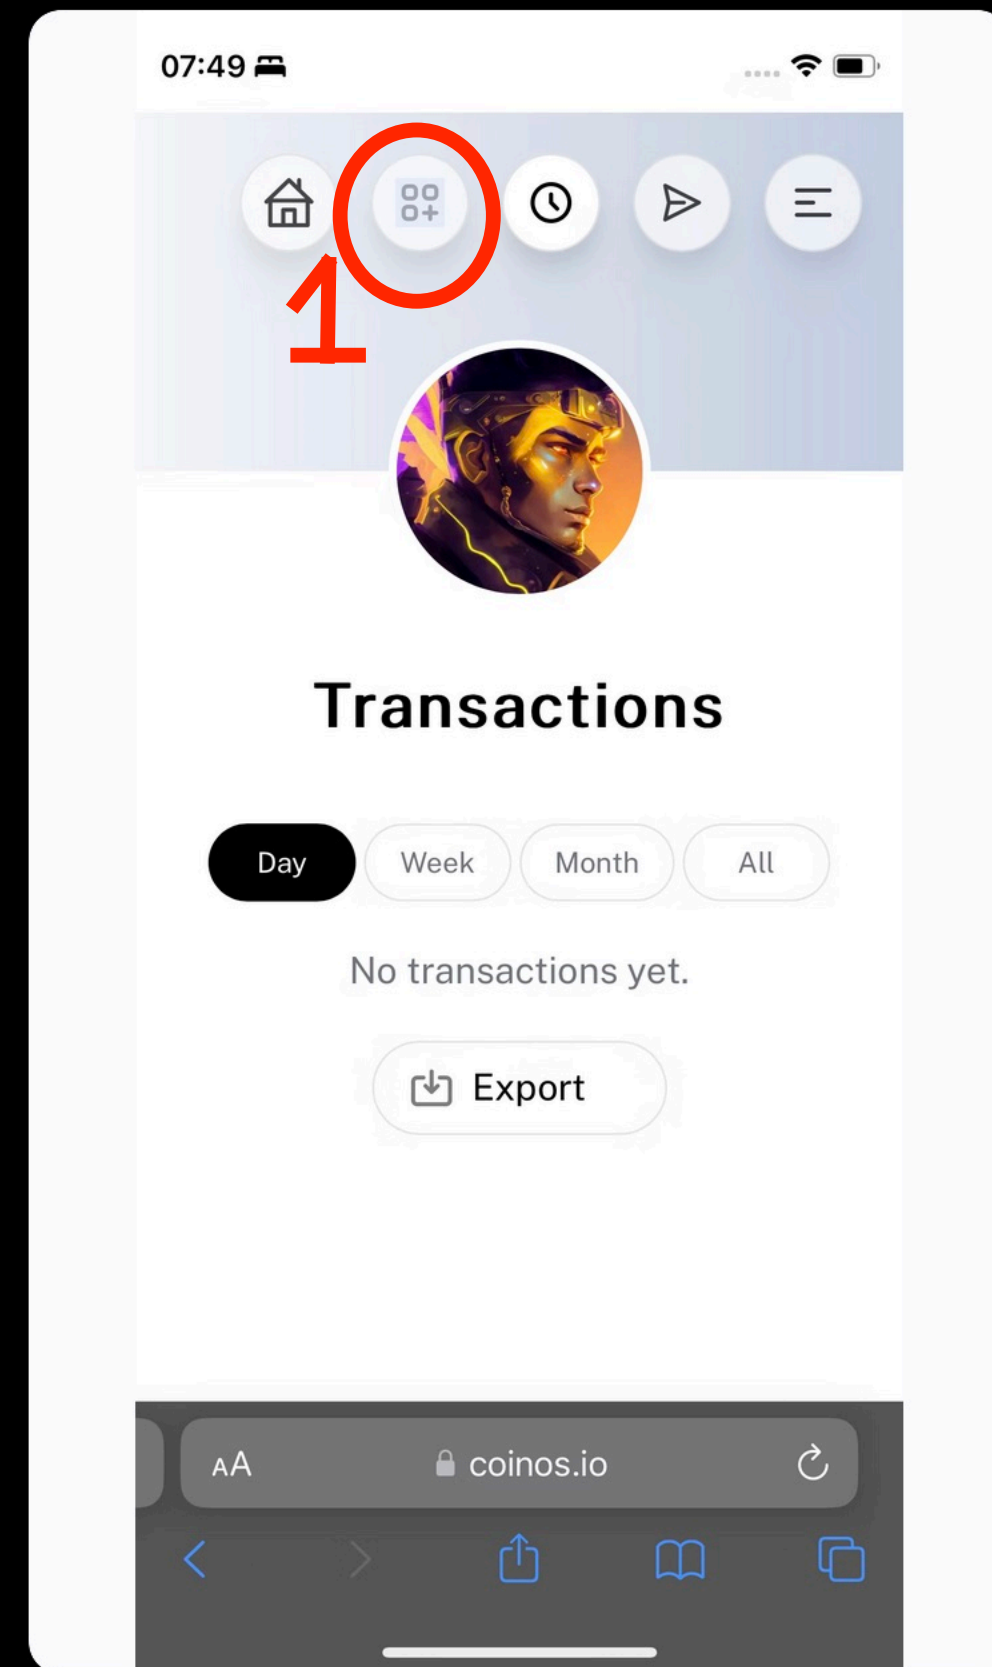 07:49
1
Transactions
Day Week Month All
No transactions yet.
Export
AA coinos.io